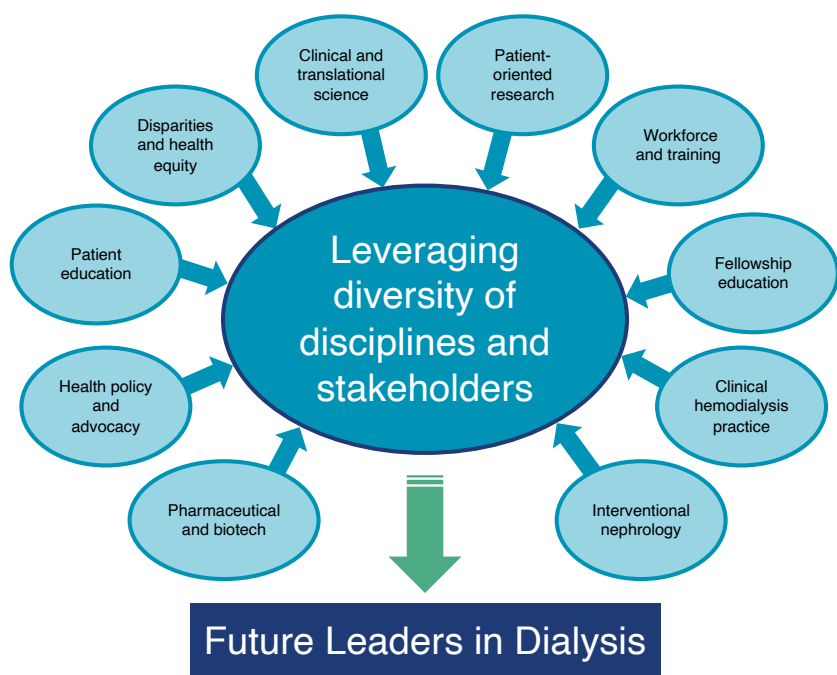 Clinical and
translational
science
Patient-
oriented
research
Disparities
and health
equity
Workforce
and training
Patient
education
Fellowship
education
Leveraging
diversity of
disciplines and
stakeholders
Health policy
and
advocacy
Clinical
hemodialysis
practice
Pharmaceutical
and biotech
Interventional
nephrology
Future Leaders in Dialysis